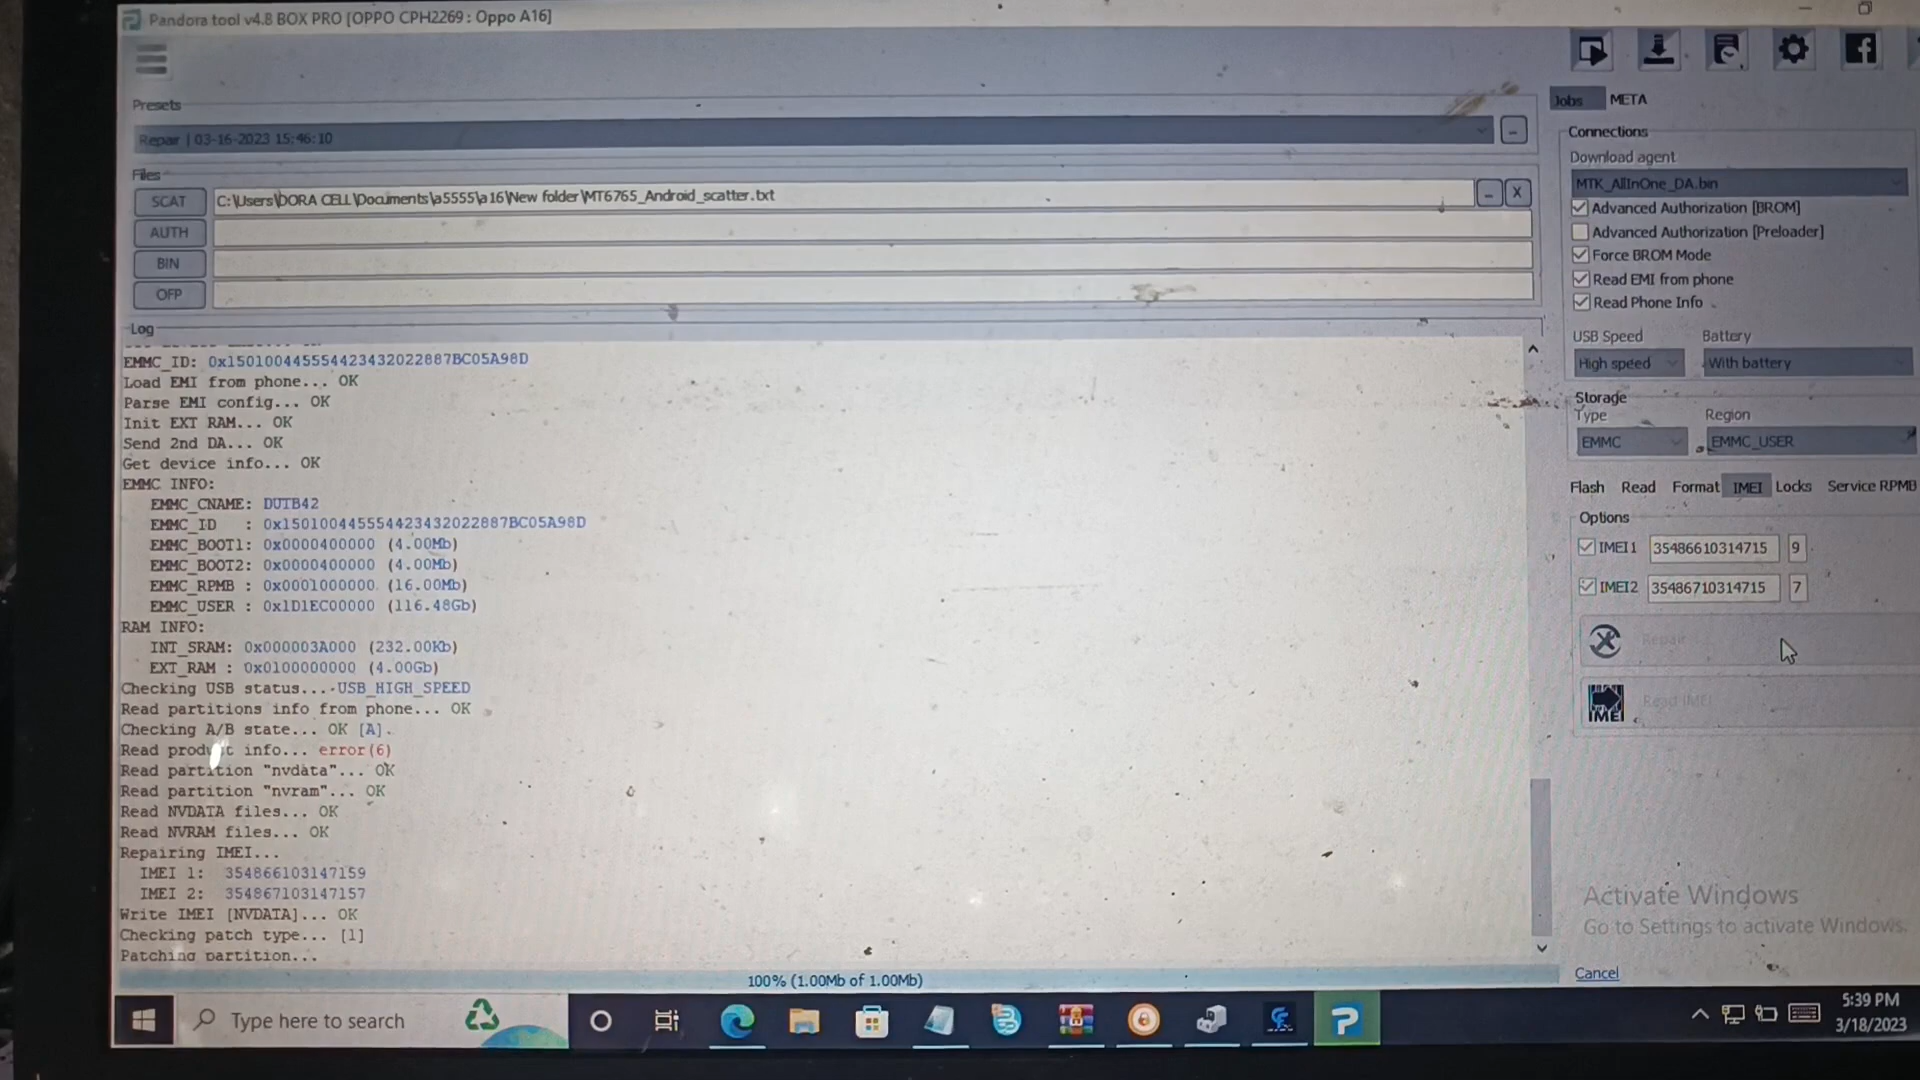 Pandora tool v4.8 BOX PRO [OPPO CPH2269 : Oppo A16]
Presets
Repair | 03-16-2023 15:46:10
Files
SCAT C:\Users\DORA CELL\Documents\a5555\a16\New folder\MT6765_Android_scatter.txt - X
AUTH
BIN
OFP
Log
EMMC_ID: 0x150100445554423432022887BC05A98D
Load EMI from phone... OK
Parse EMI config... OK
Init EXT RAM... OK
Send 2nd DA... OK
Get device info... OK
EMMC INFO:
EMMC_CNAME: DUTB42
EMMC_ID : 0x150100445554423432022887BC05A98D
EMMC_BOOT1: 0x0000400000 (4.00Mb)
EMMC_BOOT2: 0x0000400000 (4.00Mb)
EMMC_RPMB : 0x0001000000 (16.00Mb)
EMMC_USER : 0x1D1EC00000 (116.48Gb)
RAM INFO:
INT_SRAM: 0x000003A000 (232.00Kb)
EXT_RAM : 0x0100000000 (4.00Gb)
Checking USB status... USB_HIGH_SPEED
Read partitions info from phone... OK
Checking A/B state... OK [A]
Read product info... error(6)
Read partition "nvdata"... OK
Read partition "nvram"... OK
Read NVDATA files... OK
Read NVRAM files... OK
Repairing IMEI...
IMEI 1: 354866103147159
IMEI 2: 354867103147157
Write IMEI [NVDATA]... OK
Checking patch type... [1]
Patching partition...
100% (1.00Mb of 1.00Mb)
Jobs META
Connections
Download agent
MTK_AllInOne_DA.bin
Advanced Authorization [BROM]
Advanced Authorization [Preloader]
Force BROM Mode
Read EMI from phone
Read Phone Info
USB Speed Battery
High speed With battery
Storage
Type Region
EMMC EMMC_USER
Flash Read Format IMEI Locks Service RPMB
Options
IMEI1 35486610314715 9
IMEI2 35486710314715 7
Repair
Read IMEI
IMEI
Activate Windows
Go to Settings to activate Windows.
Cancel
Type here to search
5:39 PM
3/18/2023